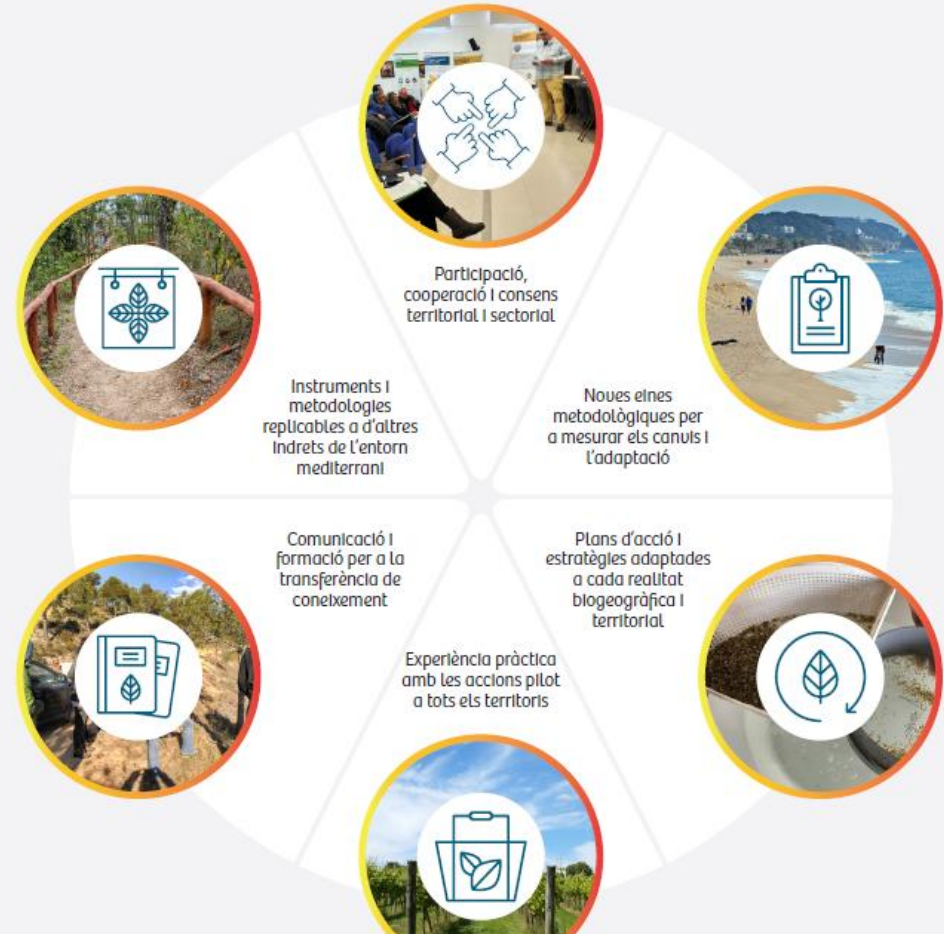 Participació,
cooperació i consens
territorial i sectorial
Noves eines
metodològiques per
a mesurar els canvis i
l'adaptació
Plans d'acció i
estratègies adaptades
a cada realitat
biogeogràfica i
territorial
Experiència pràctica
amb les accions pilot
a tots els territoris
Comunicació i
formació per a la
transferència de
coneixement
Instruments i
metodologies
replicables a d'altres
indrets de l'entorn
mediterrani